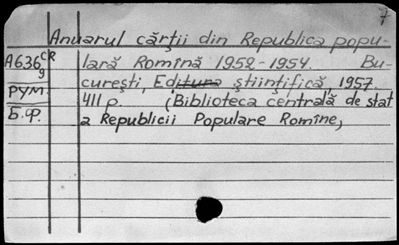 7
Anuarul cărţii din Republica popu-
A636 CR lară Romînă 1952-1954. Bu-
9
cureşti, Editura ştiinţifică, 1957.
РУМ. 411 p. (Biblioteca centrală de stat
Б.Ф. a Republicii Populare Romîne,